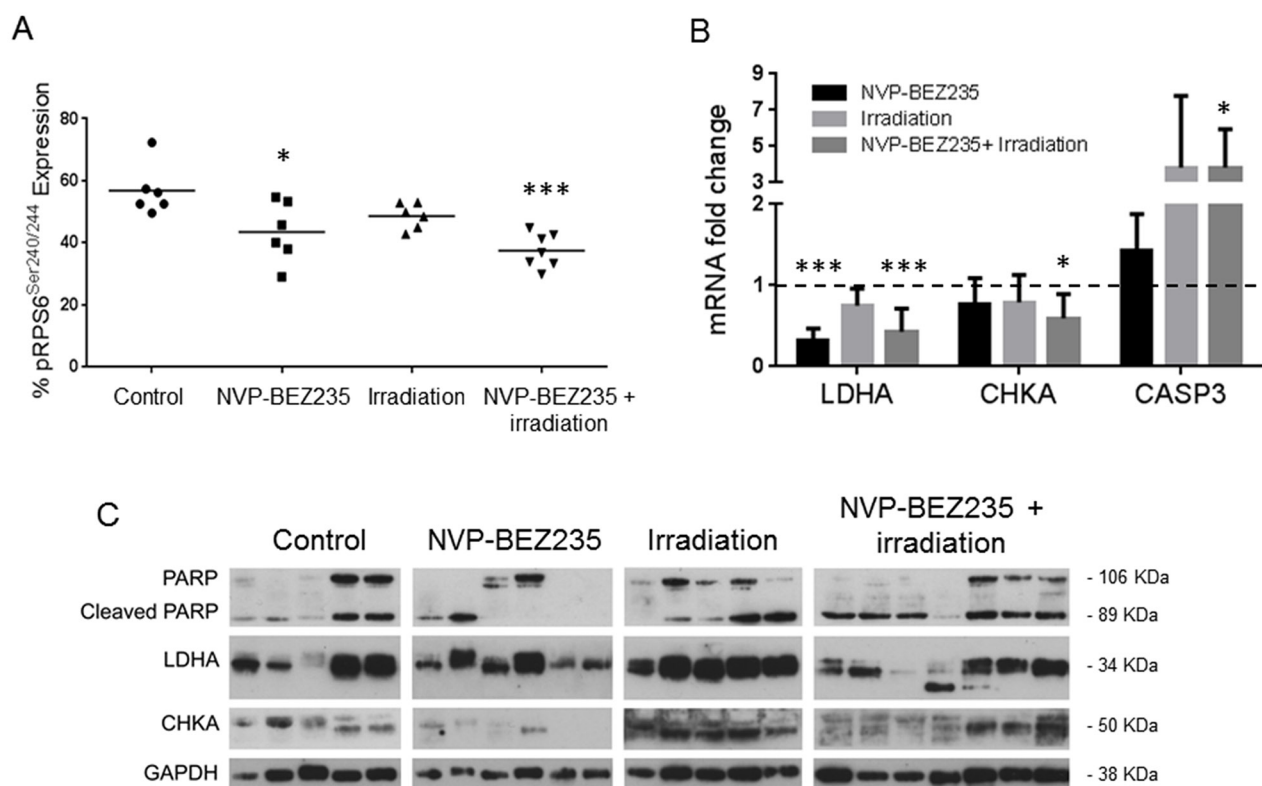 A
% pRPS6Ser240/244 Expression
80
60
40
20
0
*
***
Control
NVP-BEZ235
Irradiation
NVP-BEZ235 +
irradiation
B
mRNA fold change
9
7
5
3
2
1
0
NVP-BEZ235
Irradiation
NVP-BEZ235+ Irradiation
***
***
*
*
LDHA
CHKA
CASP3
C
Control
NVP-BEZ235
Irradiation
NVP-BEZ235 +
irradiation
PARP
- 106 KDa
Cleaved PARP
- 89 KDa
LDHA
- 34 KDa
CHKA
- 50 KDa
GAPDH
- 38 KDa